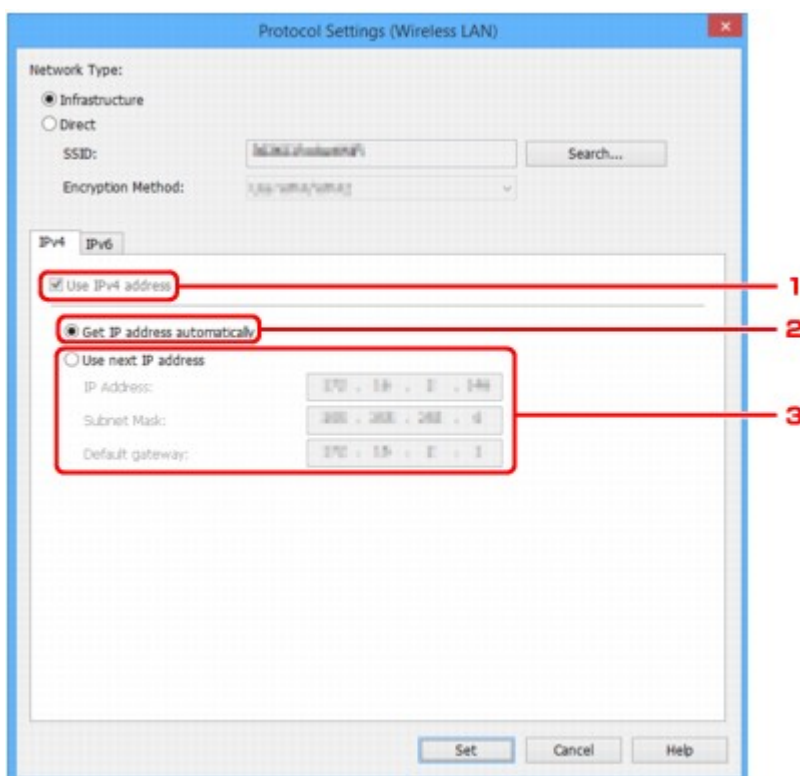 Protocol Settings (Wireless LAN)
Network Type:
Infrastructure
Direct
SSID:
Search...
Encryption Method:
IPv4 IPv6
Use IPv4 address
1
Get IP address automatically
2
Use next IP address
IP Address:
Subnet Mask:
3
Default gateway:
Set Cancel Help